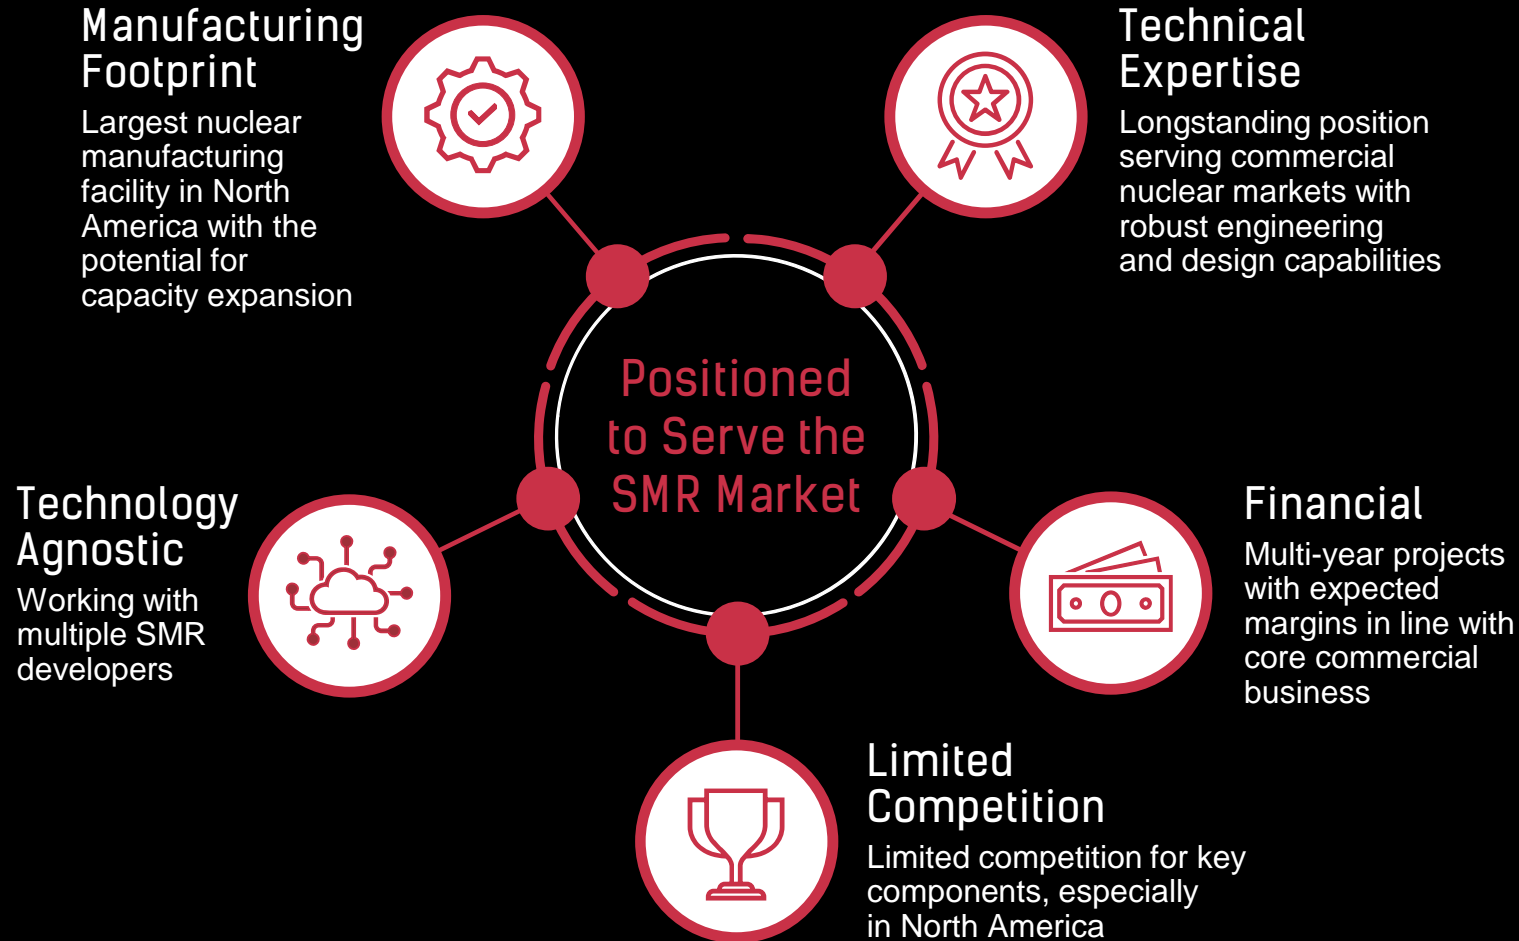 Manufacturing
Footprint
Largest nuclear
manufacturing
facility in North
America with the
potential for
capacity expansion
Technical
Expertise
Longstanding position
serving commercial
nuclear markets with
robust engineering
and design capabilities
Positioned
to Serve the
SMR Market
Technology
Agnostic
Working with
multiple SMR
developers
Financial
Multi-year projects
with expected
margins in line with
core commercial
business
Limited
Competition
Limited competition for key
components, especially
in North America